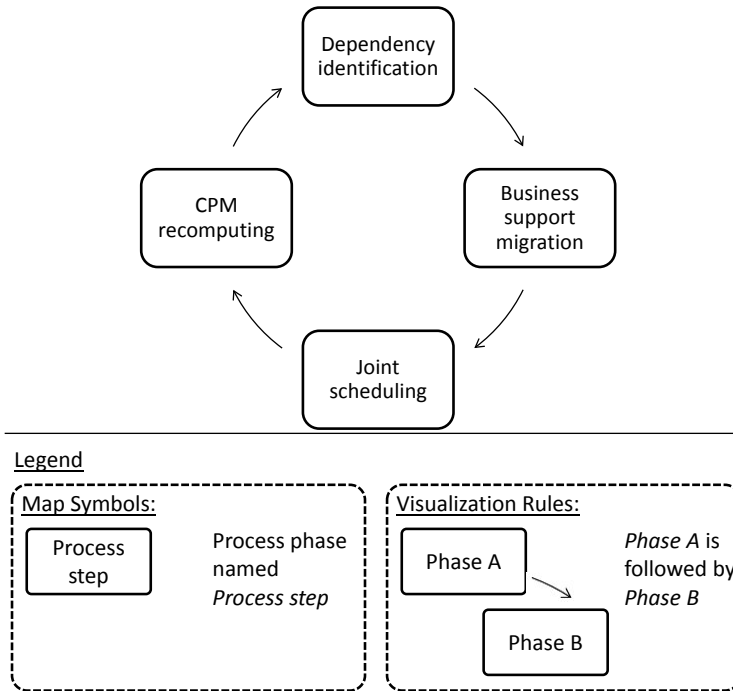 Dependency
identification
CPM
recomputing
Business
support
migration
Joint
scheduling
Legend
Map Symbols:
Process
step
Process phase
named
Process step
Visualization Rules:
Phase A
Phase B
Phase A is
followed by
Phase B